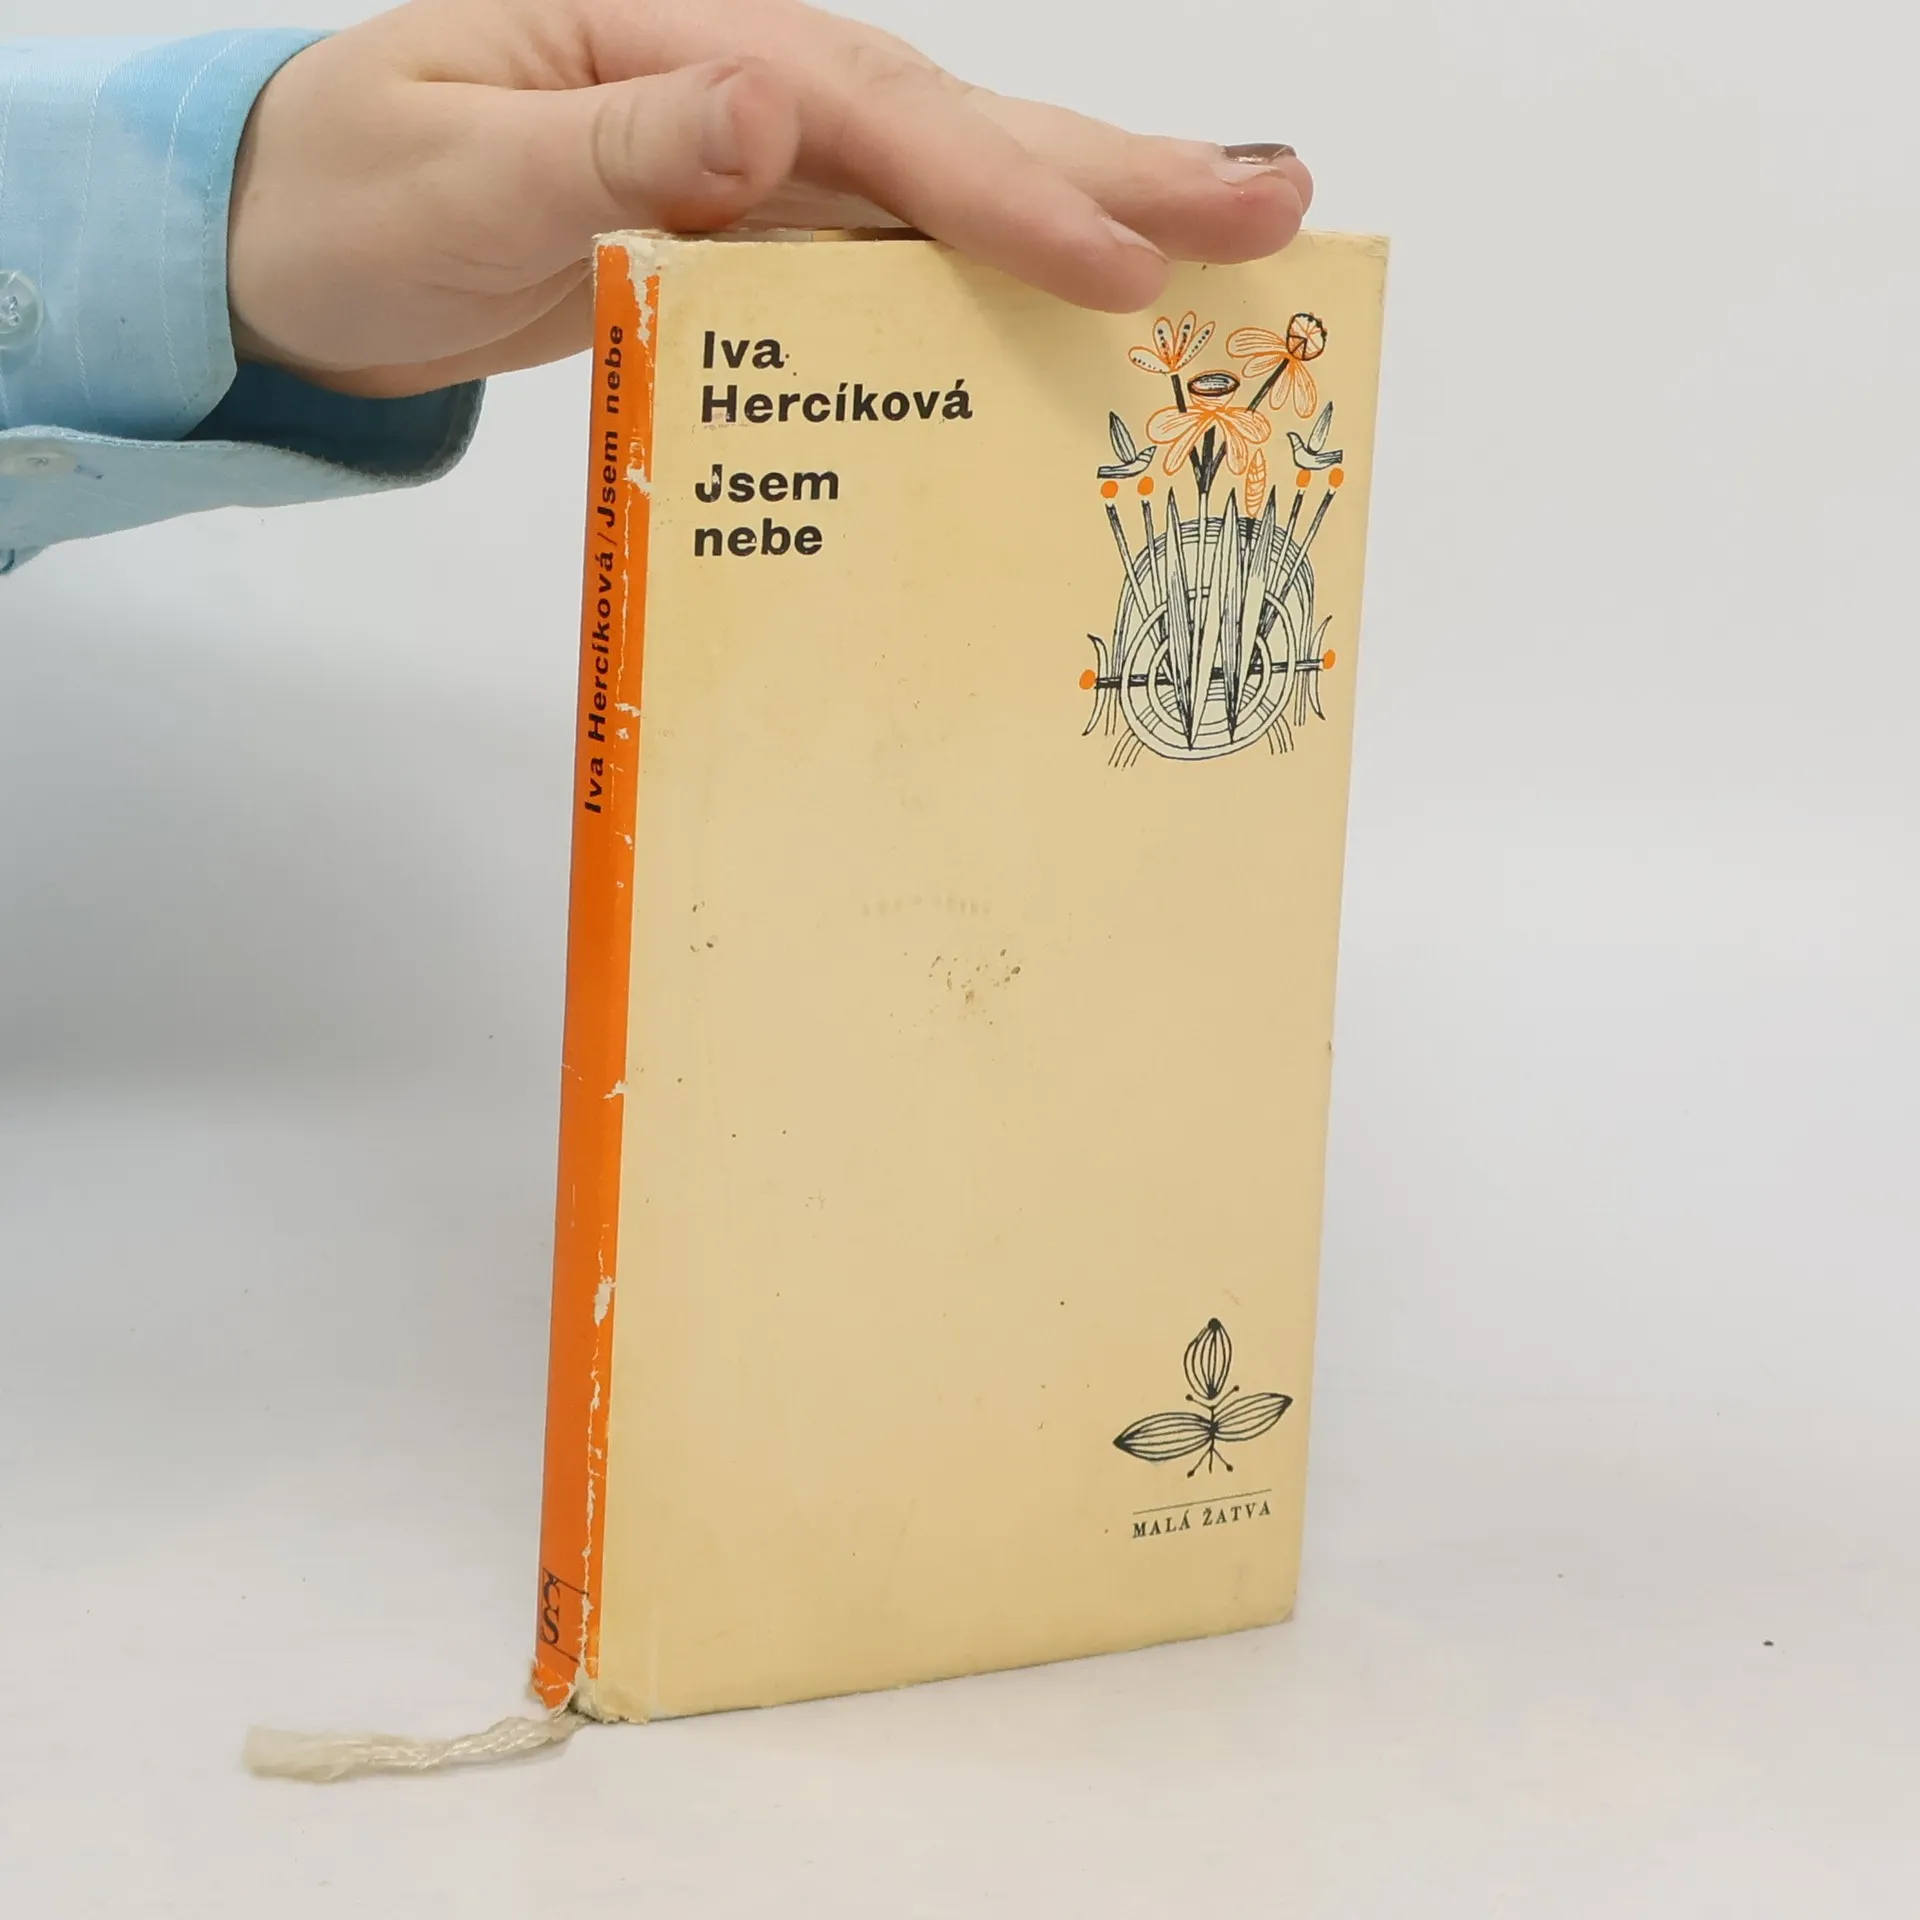 Iva Hercíková/Jsem nebe
ČS
Iva
Hercíková
Jsem
nebe
MALÁ ŽATVA